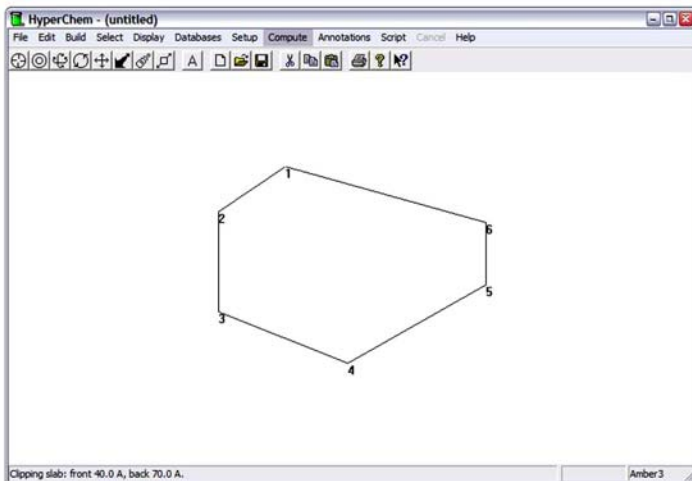 HyperChem - (untitled)
File Edit Build Select Display Databases Setup Compute Annotations Script Cancel Help
A
1
2
6
5
3
4
Clipping slab: front 40.0 A, back 70.0 A. Amber3